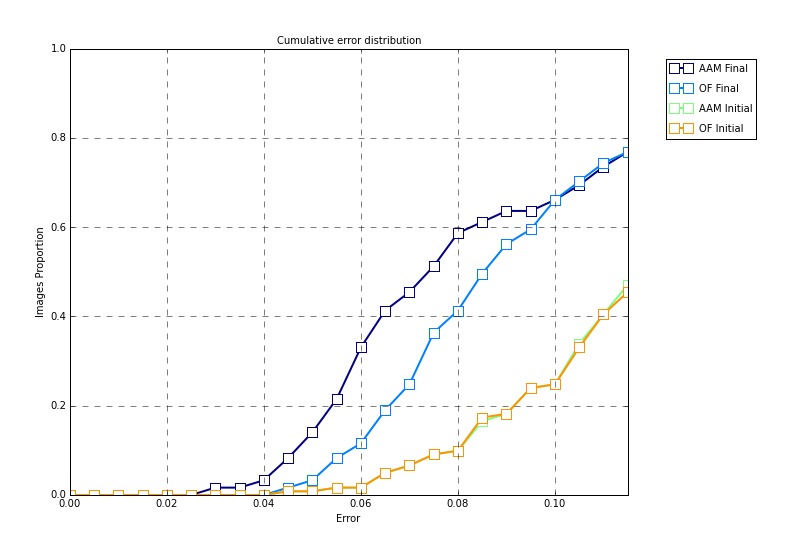 Cumulative error distribution
1.0
0.8
0.6
0.4
0.2
0.0
Images Proportion
0.00 0.02 0.04 0.06 0.08 0.10
Error
AAM Final
OF Final
AAM Initial
OF Initial